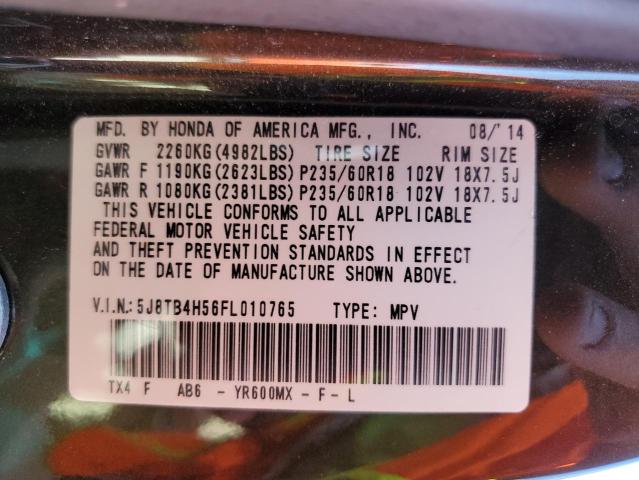 MFD. BY HONDA OF AMERICA MFG., INC. 08/'14
GVWR 2260KG(4982LBS) TIRE SIZE RIM SIZE
GAWR F 1190KG(2623LBS) P235/60R18 102V 18X7.5J
GAWR R 1080KG(2381LBS) P235/60R18 102V 18X7.5J
THIS VEHICLE CONFORMS TO ALL APPLICABLE
FEDERAL MOTOR VEHICLE SAFETY
AND THEFT PREVENTION STANDARDS IN EFFECT
ON THE DATE OF MANUFACTURE SHOWN ABOVE.
V.I.N.:5J8TB4H56FL010765 TYPE: MPV
TX4 F AB6 - YR600MX - F - L